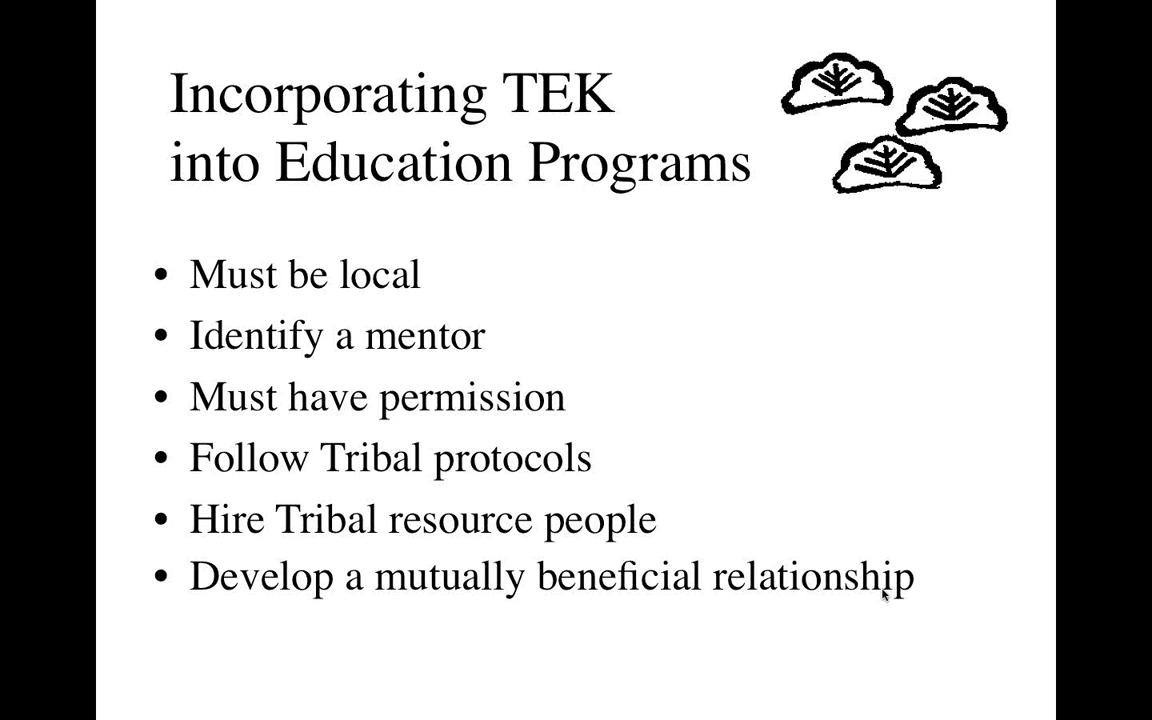 Incorporating TEK
into Education Programs
• Must be local
• Identify a mentor
• Must have permission
• Follow Tribal protocols
• Hire Tribal resource people
• Develop a mutually beneficial relationship